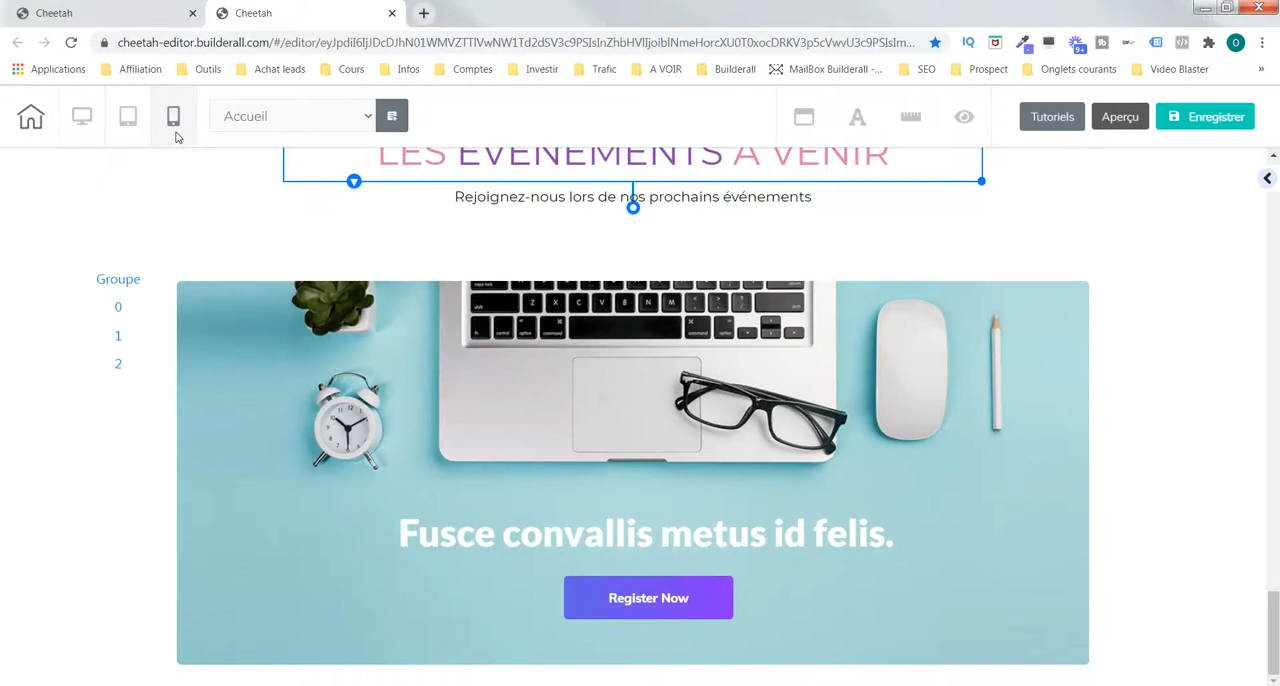 Cheetah
Cheetah
cheetah-editor.builderall.com/#/editor/
IQ
O
Applications
Affiliation
Outils
Achat leads
Cours
Infos
Comptes
Investir
Trafic
A VOIR
Builderall
MailBox Builderall -...
SEO
Prospect
Onglets courants
Video Blaster
»
Accueil
Tutoriels
Aperçu
Enregistrer
LES ÉVÉNEMENTS À VENIR
Rejoignez-nous lors de nos prochains événements
Groupe
0
1
2
Fusce convallis metus id felis.
Register Now